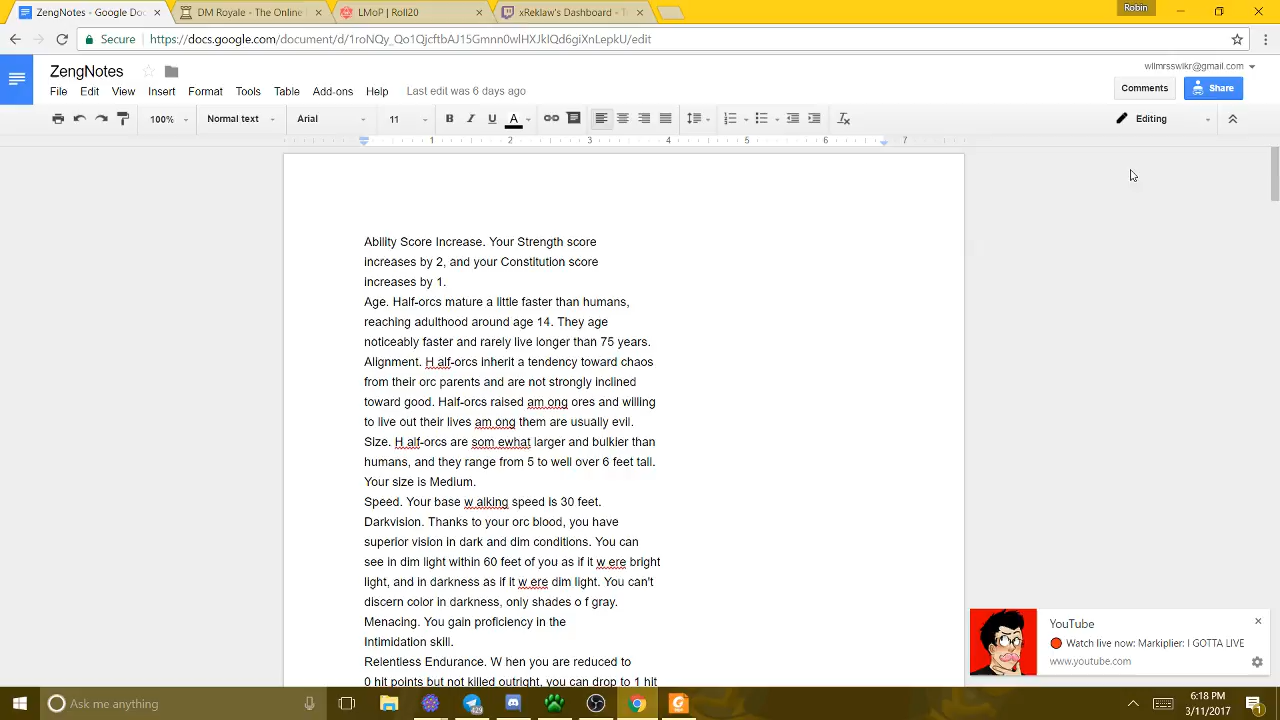 ZengNotes - Google Doc
DM Royale - The Online
LMoP | Roll20
xReklaw's Dashboard - T
Robin
Secure
https://docs.google.com/document/d/1roNQy_Qo1QjcftbAJ15Gmnn0wlHXJkIQd6giXnLepkU/edit
ZengNotes
wllmrsswlkr@gmail.com
File Edit View Insert Format Tools Table Add-ons Help Last edit was 6 days ago
Comments
Share
100% Normal text Arial 11 B I U A Editing
1 2 3 4 5 6 7
Ability Score Increase. Your Strength score
increases by 2, and your Constitution score
increases by 1.
Age. Half-orcs mature a little faster than humans,
reaching adulthood around age 14. They age
noticeably faster and rarely live longer than 75 years.
Alignment. H alf-orcs inherit a tendency toward chaos
from their orc parents and are not strongly inclined
toward good. Half-orcs raised am ong ores and willing
to live out their lives am ong them are usually evil.
Size. H alf-orcs are som ewhat larger and bulkier than
humans, and they range from 5 to well over 6 feet tall.
Your size is Medium.
Speed. Your base w alking speed is 30 feet.
Darkvision. Thanks to your orc blood, you have
superior vision in dark and dim conditions. You can
see in dim light within 60 feet of you as if it w ere bright
light, and in darkness as if it w ere dim light. You can't
discern color in darkness, only shades o f gray.
Menacing. You gain proficiency in the
Intimidation skill.
Relentless Endurance. W hen you are reduced to
0 hit points but not killed outright, you can drop to 1 hit
YouTube
Watch live now: Markiplier: I GOTTA LIVE
www.youtube.com
Ask me anything
6:18 PM
3/11/2017
1